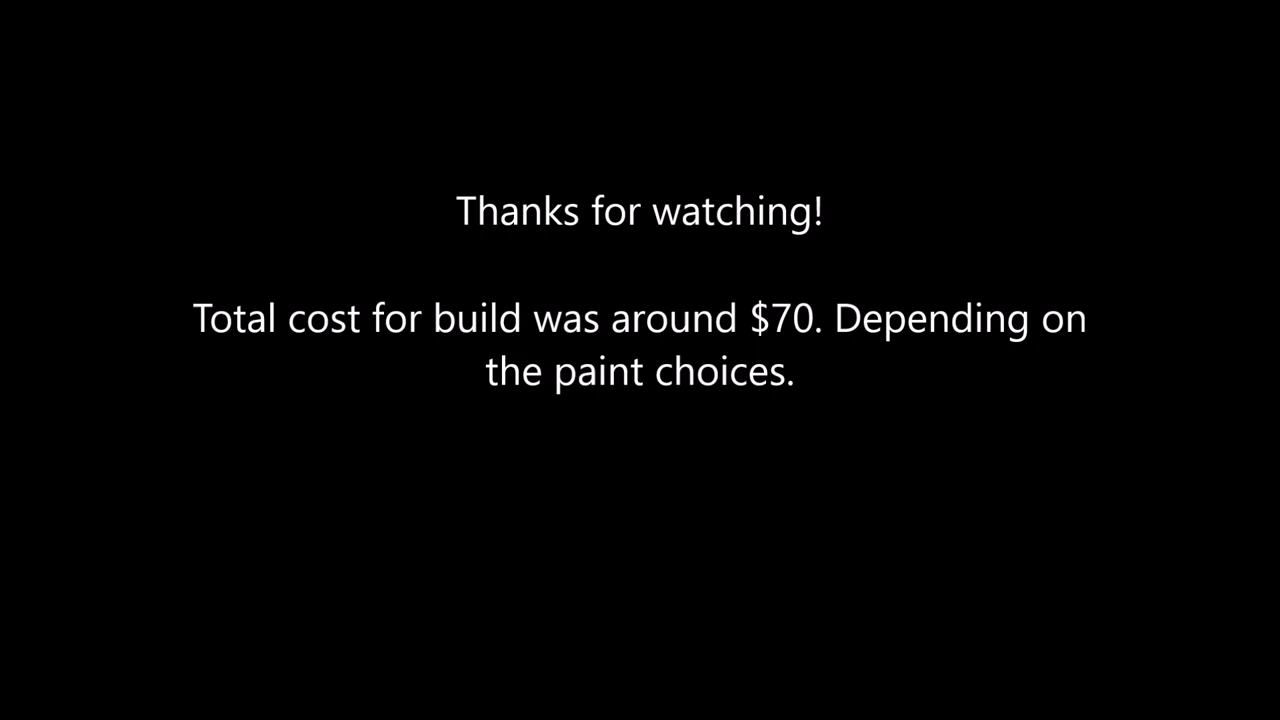 Thanks for watching!
Total cost for build was around $70. Depending on
the paint choices.